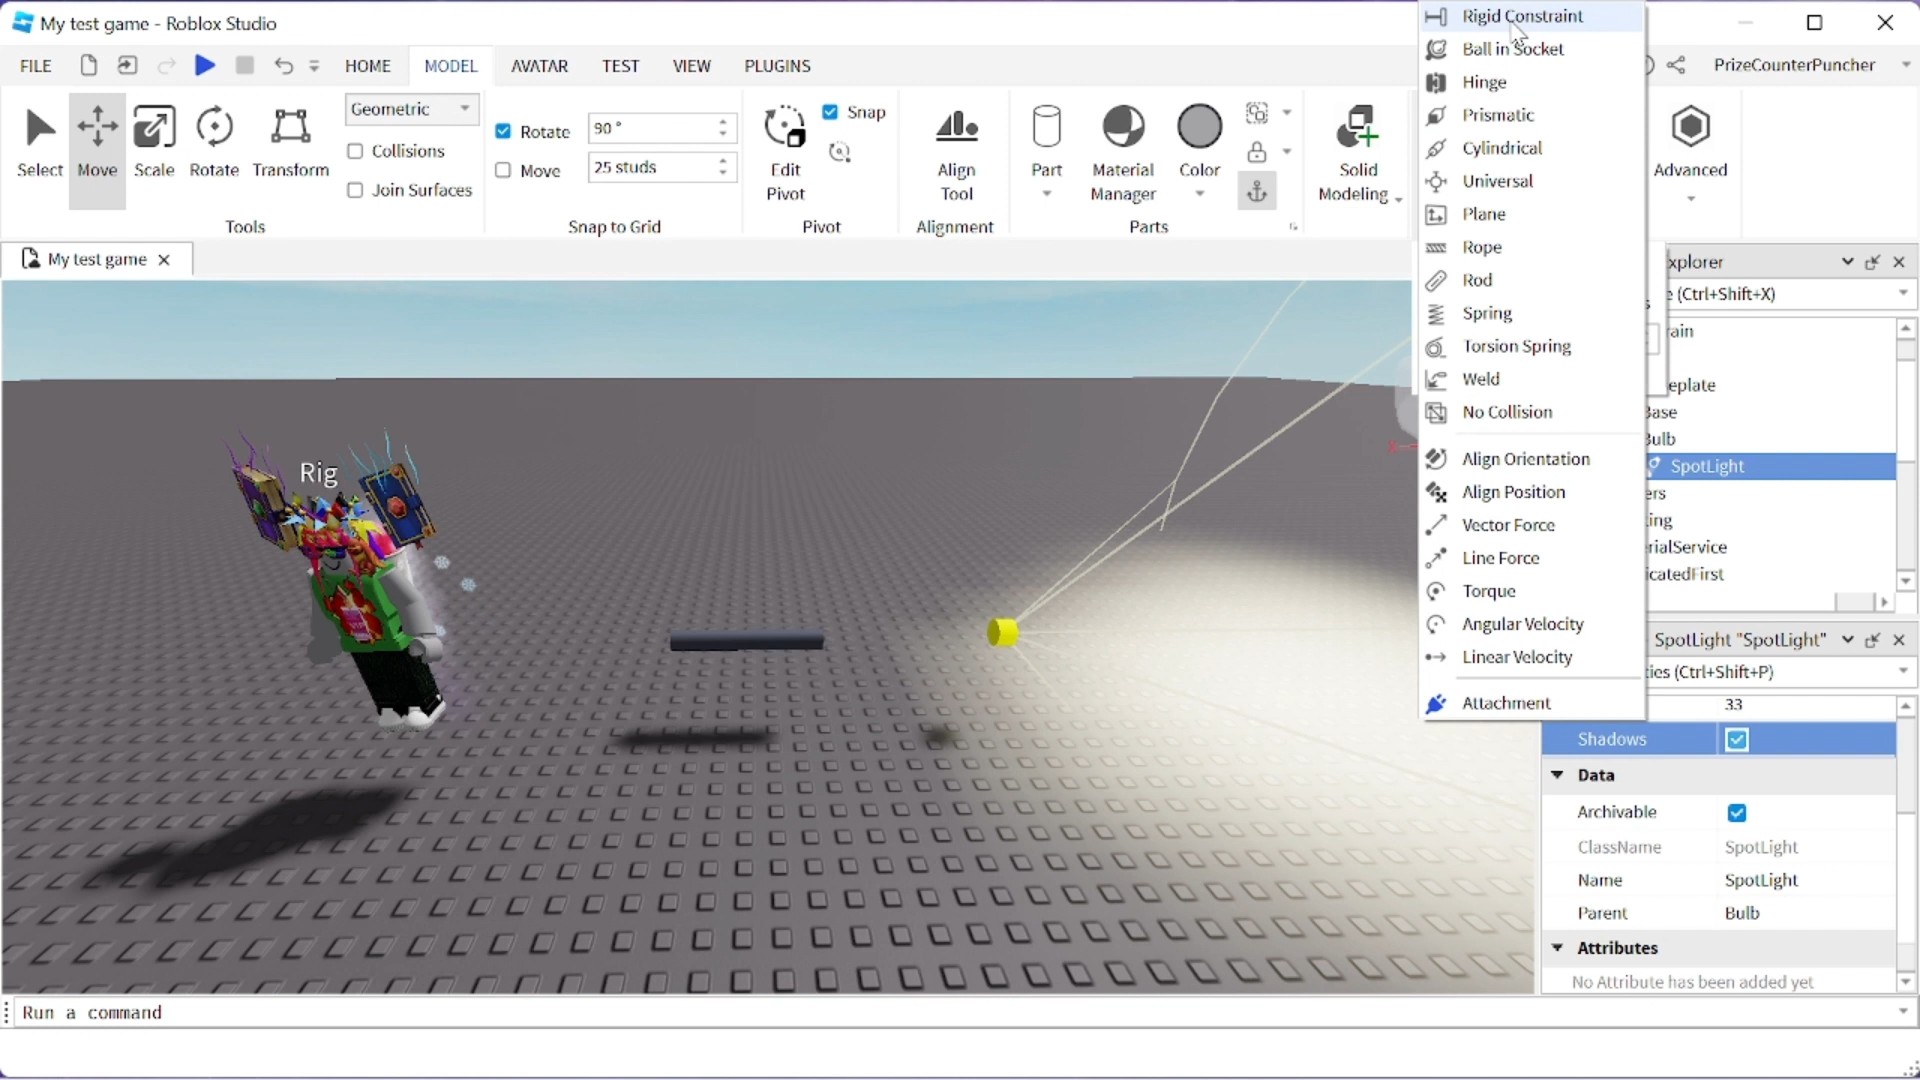 My test game - Roblox Studio
FILE HOME MODEL AVATAR TEST VIEW PLUGINS PrizeCounterPuncher
Select Move Scale Rotate Transform
Geometric
Collisions
Join Surfaces
Tools
Rotate 90 °
Move 25 studs
Snap to Grid
Edit Pivot
Snap
Pivot
Align Tool
Alignment
Part
Material Manager
Color
Parts
Solid Modeling
Advanced
Rigid Constraint
Ball in Socket
Hinge
Prismatic
Cylindrical
Universal
Plane
Rope
Rod
Spring
Torsion Spring
Weld
No Collision
Align Orientation
Align Position
Vector Force
Line Force
Torque
Angular Velocity
Linear Velocity
Attachment
My test game
Rig
xplorer
e (Ctrl+Shift+X)
rain
eplate
Base
Bulb
SpotLight
ers
ing
rialService
icatedFirst
SpotLight "SpotLight"
ties (Ctrl+Shift+P)
33
Shadows
Data
Archivable
ClassName SpotLight
Name SpotLight
Parent Bulb
Attributes
No Attribute has been added yet
Run a command